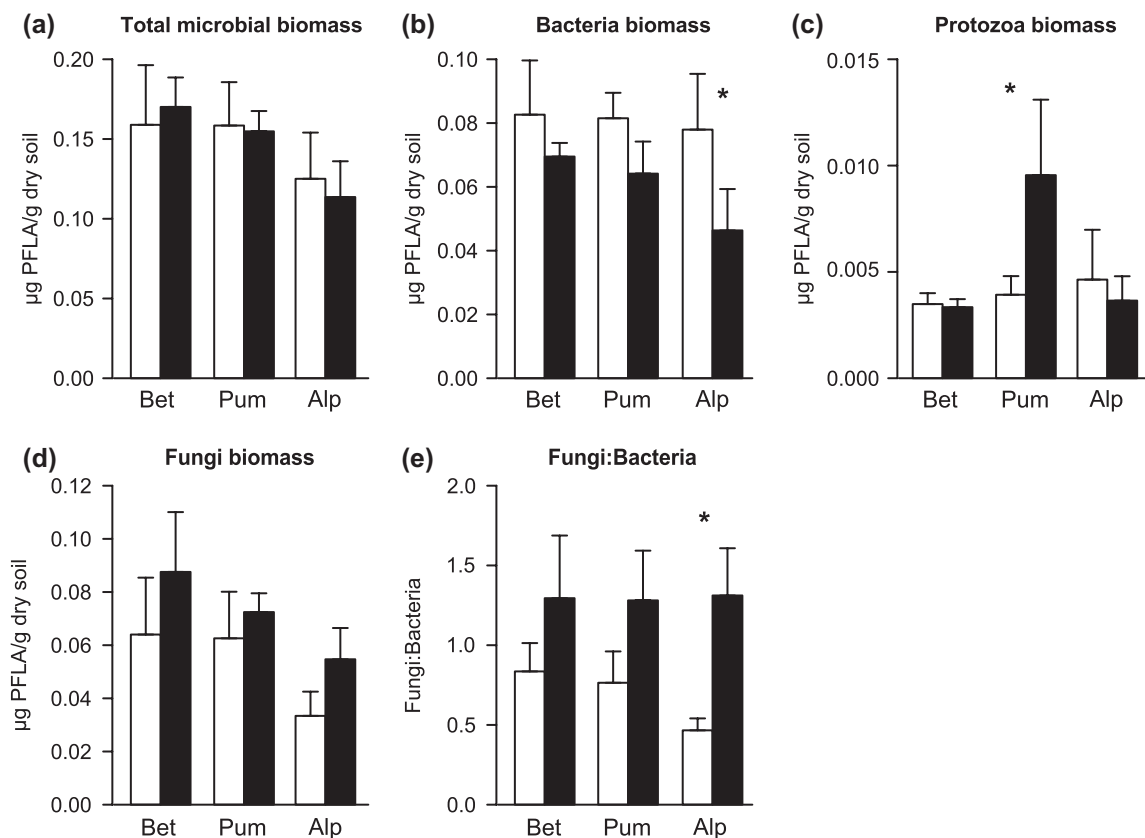 (a) Total microbial biomass
µg PFLA/g dry soil
0.20
0.15
0.10
0.05
0.00
Bet Pum Alp
(b) Bacteria biomass
*
µg PFLA/g dry soil
0.10
0.08
0.06
0.04
0.02
0.00
Bet Pum Alp
(c) Protozoa biomass
*
µg PFLA/g dry soil
0.015
0.010
0.005
0.000
Bet Pum Alp
(d) Fungi biomass
µg PFLA/g dry soil
0.12
0.10
0.08
0.06
0.04
0.02
0.00
Bet Pum Alp
(e) Fungi:Bacteria
*
Fungi:Bacteria
2.0
1.5
1.0
0.5
0.0
Bet Pum Alp